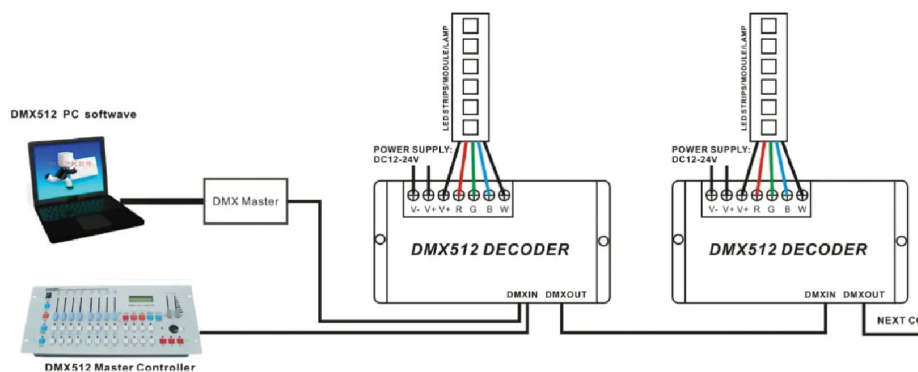 DMX512 PC softwave
DMX Master
DMX512 Master Controller
LED STRIPS/MODULE/LAMP
POWER SUPPLY:
DC12-24V
V- V+ V+ R G B W
DMX512 DECODER
DMXIN DMXOUT
LED STRIPS/MODULE/LAMP
POWER SUPPLY:
DC12-24V
V- V+ V+ R G B W
DMX512 DECODER
DMXIN DMXOUT
NEXT CO